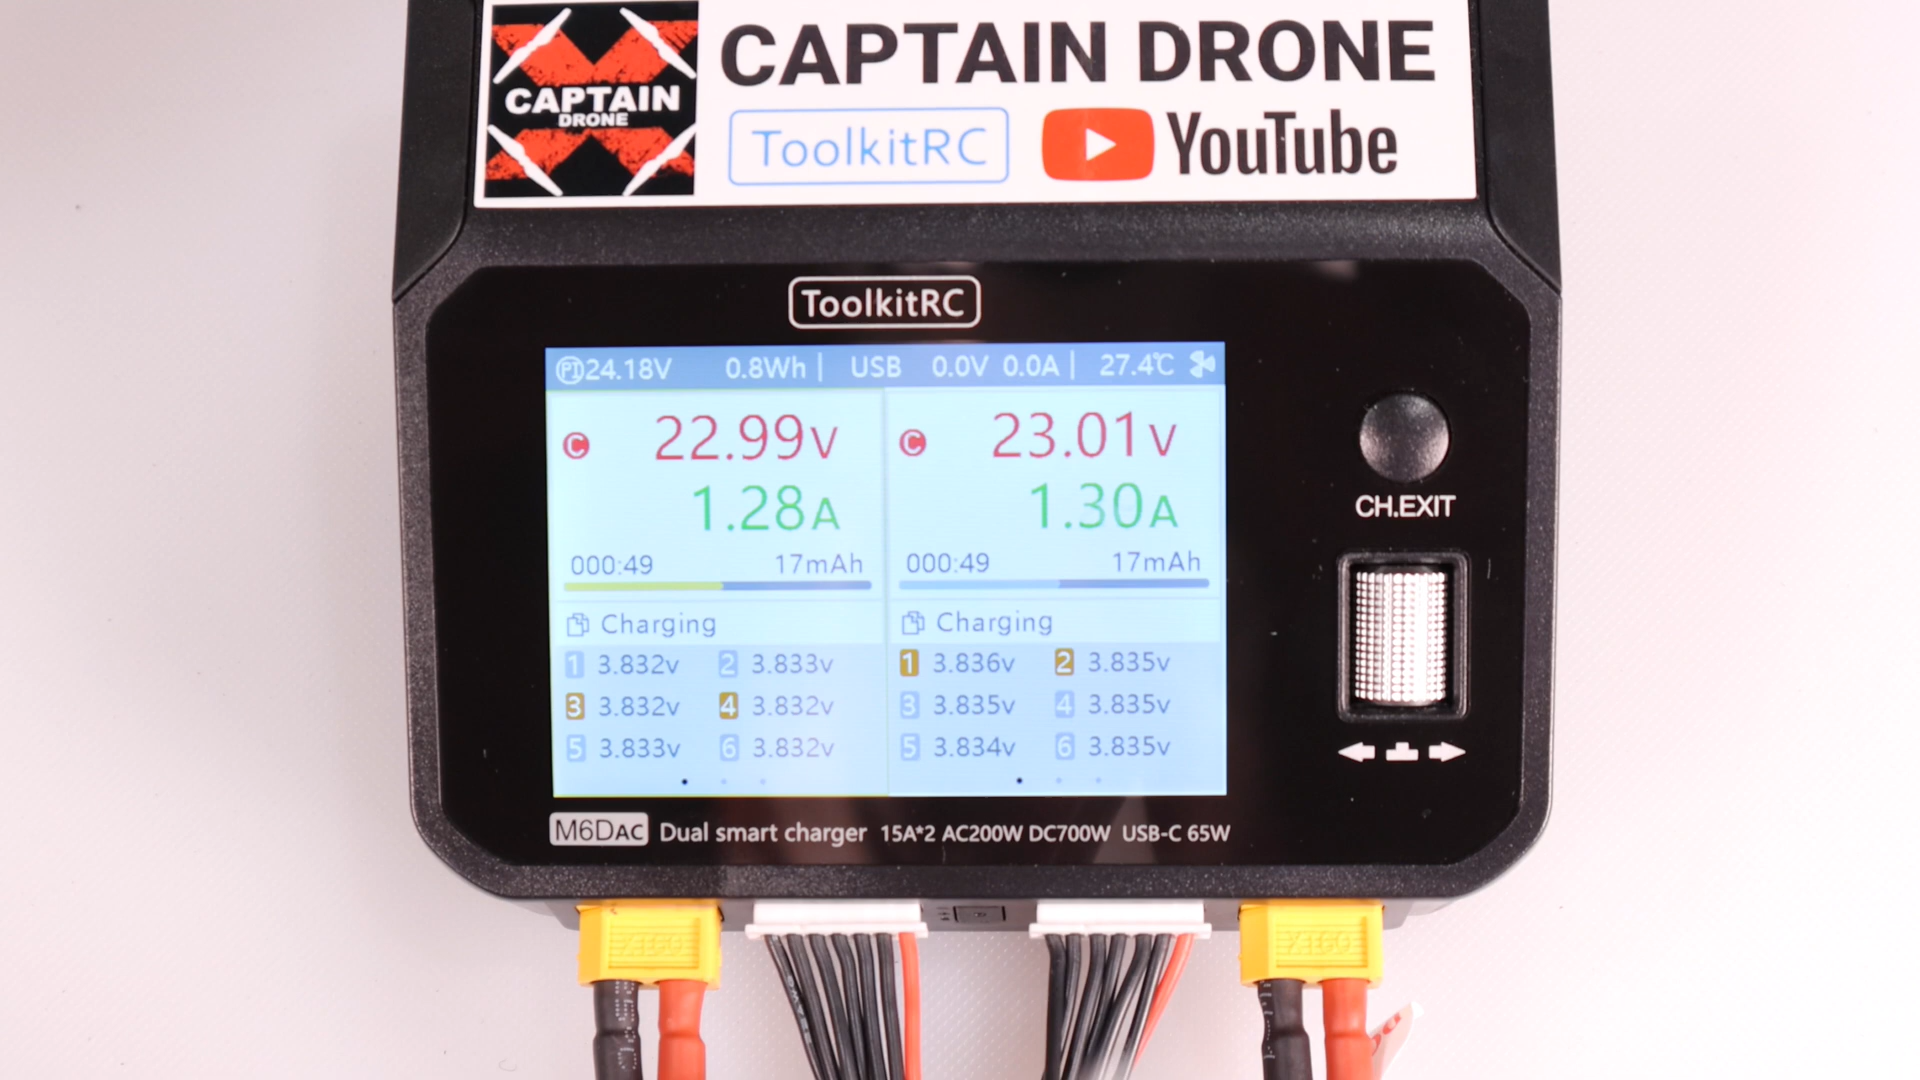 CAPTAIN
DRONE
CAPTAIN DRONE
ToolkitRC
YouTube
ToolkitRC
PI 24.18V 0.8Wh | USB 0.0V 0.0A | 27.4℃
C 22.99V
1.28A
000:49 17mAh
Charging
1 3.832v 2 3.833v
3 3.832v 4 3.832v
5 3.833v 6 3.832v
C 23.01V
1.30A
000:49 17mAh
Charging
1 3.836v 2 3.835v
3 3.835v 4 3.835v
5 3.834v 6 3.835v
CH.EXIT
M6DAC Dual smart charger 15A*2 AC200W DC700W USB-C 65W